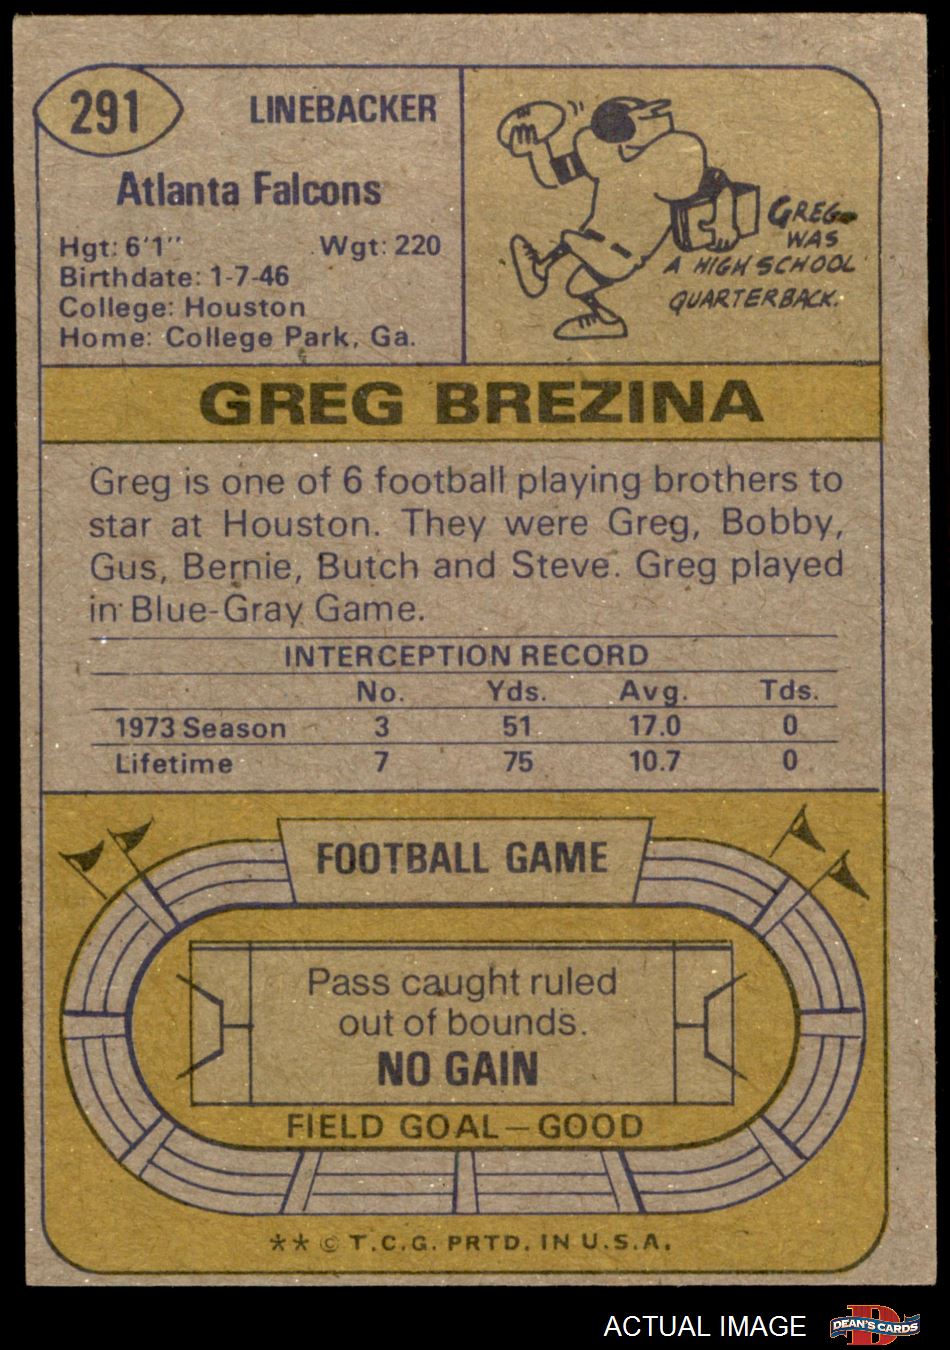 291
LINEBACKER
Atlanta Falcons
Hgt: 6'1"
Wgt: 220
Birthdate: 1-7-46
College: Houston
Home: College Park, Ga.
GREG
WAS
A HIGH SCHOOL
QUARTERBACK.
GREG BREZINA
Greg is one of 6 football playing brothers to
star at Houston. They were Greg, Bobby,
Gus, Bernie, Butch and Steve. Greg played
in Blue-Gray Game.
INTERCEPTION RECORD
No. Yds. Avg. Tds.
1973 Season 3 51 17.0 0
Lifetime 7 75 10.7 0
FOOTBALL GAME
Pass caught ruled
out of bounds.
NO GAIN
FIELD GOAL—GOOD
** © T.C.G. PRTD. IN U.S.A.
ACTUAL IMAGE
D
DEAN'S CARDS